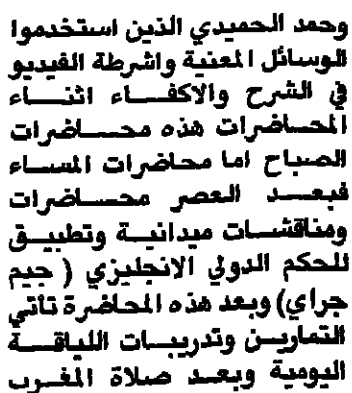 وحمد الحميدي الذين استخدموا
الوسائل المعنية واشرطة الفيديو
في الشرح والاكفاء اثناء
المحاضرات هذه محاضرات
الصباح اما محاضرات المساء
فبعد العصر محاضرات
ومناقشات ميدانية وتطبيق
للحكم الدولي الانجليزي ( جيم
جراي) وبعد هذه المحاضرة تأتي
التمارين وتدريبات اللياقة
اليومية وبعد صلاة المغرب